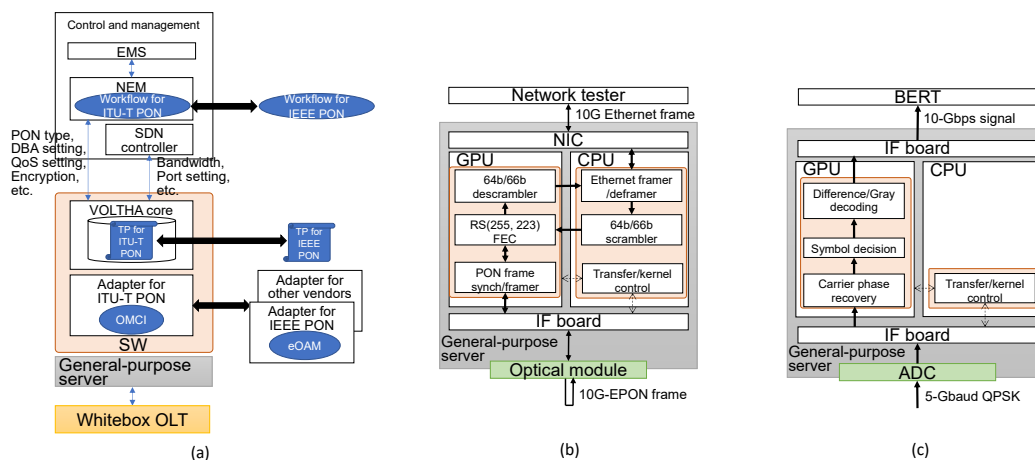 Control and management
EMS
NEM
Workflow for
ITU-T PON
Workflow for
IEEE PON
SDN
controller
PON type,
DBA setting,
QoS setting,
Encryption,
etc.
Bandwidth,
Port setting,
etc.
VOLTHA core
TP for
ITU-T
PON
TP for
IEEE
PON
Adapter for
ITU-T PON
OMCI
SW
Adapter for
other vendors
Adapter for
IEEE PON
eOAM
General-purpose
server
Whitebox OLT
(a)
Network tester
10G Ethernet frame
NIC
GPU
CPU
64b/66b
descrambler
Ethernet framer
/deframer
RS(255, 223)
FEC
64b/66b
scrambler
PON frame
synch/framer
Transfer/kernel
control
IF board
General-purpose
server
Optical module
10G-EPON frame
(b)
BERT
10-Gbps signal
IF board
GPU
CPU
Difference/Gray
decoding
Symbol decision
Carrier phase
recovery
Transfer/kernel
control
IF board
General-purpose
server
ADC
5-Gbaud QPSK
(c)